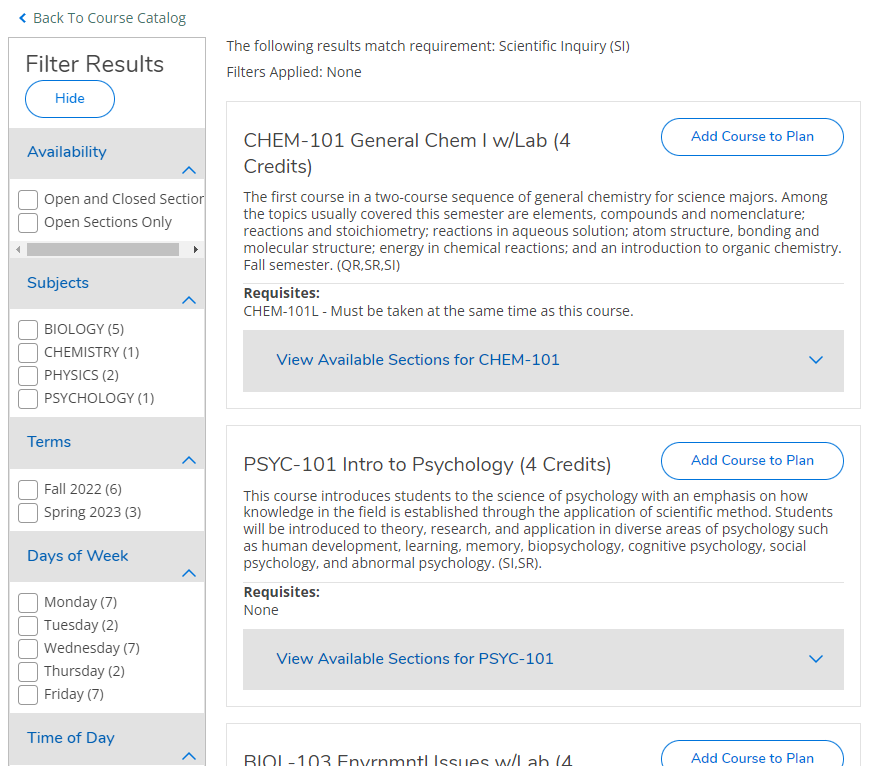 Back To Course Catalog
Filter Results
Hide
Availability
Open and Closed Section
Open Sections Only
Subjects
BIOLOGY (5)
CHEMISTRY (1)
PHYSICS (2)
PSYCHOLOGY (1)
Terms
Fall 2022 (6)
Spring 2023 (3)
Days of Week
Monday (7)
Tuesday (2)
Wednesday (7)
Thursday (2)
Friday (7)
Time of Day
The following results match requirement: Scientific Inquiry (SI)
Filters Applied: None
CHEM-101 General Chem I w/Lab (4
Credits)
Add Course to Plan
The first course in a two-course sequence of general chemistry for science majors. Among
the topics usually covered this semester are elements, compounds and nomenclature;
reactions and stoichiometry; reactions in aqueous solution; atom structure, bonding and
molecular structure; energy in chemical reactions; and an introduction to organic chemistry.
Fall semester. (QR,SR,SI)
Requisites:
CHEM-101L - Must be taken at the same time as this course.
View Available Sections for CHEM-101
PSYC-101 Intro to Psychology (4 Credits)
Add Course to Plan
This course introduces students to the science of psychology with an emphasis on how
knowledge in the field is established through the application of scientific method. Students
will be introduced to theory, research, and application in diverse areas of psychology such
as human development, learning, memory, biopsychology, cognitive psychology, social
psychology, and abnormal psychology. (SI,SR).
Requisites:
None
View Available Sections for PSYC-101
BIOL-103 Envrnmntl Issues w/Lab (4
Add Course to Plan